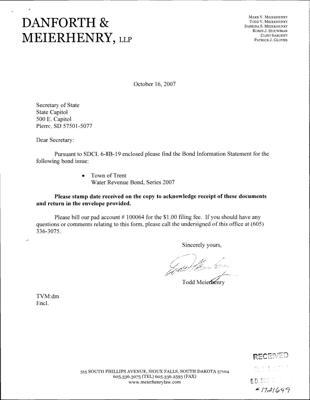 DANFORTH &
MEIERHENRY, LLP
MARK V. MEIERHENRY
TODD V. MEIERHENRY
SABRINA S. MEIERHENRY
CLINT SARGENT
PATRICK J. GLOVER
October 16, 2007
Secretary of State
State Capitol
500 E. Capitol
Pierre, SD 57501-5077
Dear Secretary:
Pursuant to SDCL 6-8B-19 enclosed please find the Bond Information Statement for the
following bond issue:
• Town of Trent
Water Revenue Bond, Series 2007
Please stamp date received on the copy to acknowledge receipt of these documents
and return in the envelope provided.
Please bill our pad account # 100064 for the $1.00 filing fee. If you should have any
questions or comments relating to this form, please call the undersigned of this office at (605)
336-3075.
Sincerely yours,
Todd Meierhenry
TVM:dm
Encl.
RECEIVED
#1721649
315 SOUTH PHILLIPS AVENUE, SIOUX FALLS, SOUTH DAKOTA 57104
605.336.3075 (TEL) 605.336.2593 (FAX)
www.meierhenrylaw.com